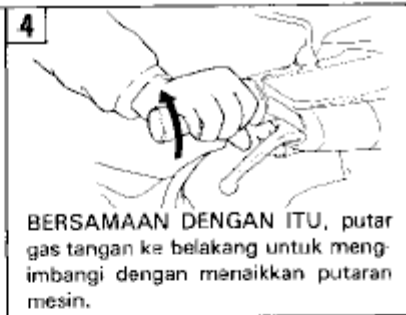 4
BERSAMAAN DENGAN ITU, putar
gas tangan ke belakang untuk meng-
imbangi dengan menaikkan putaran
mesin.